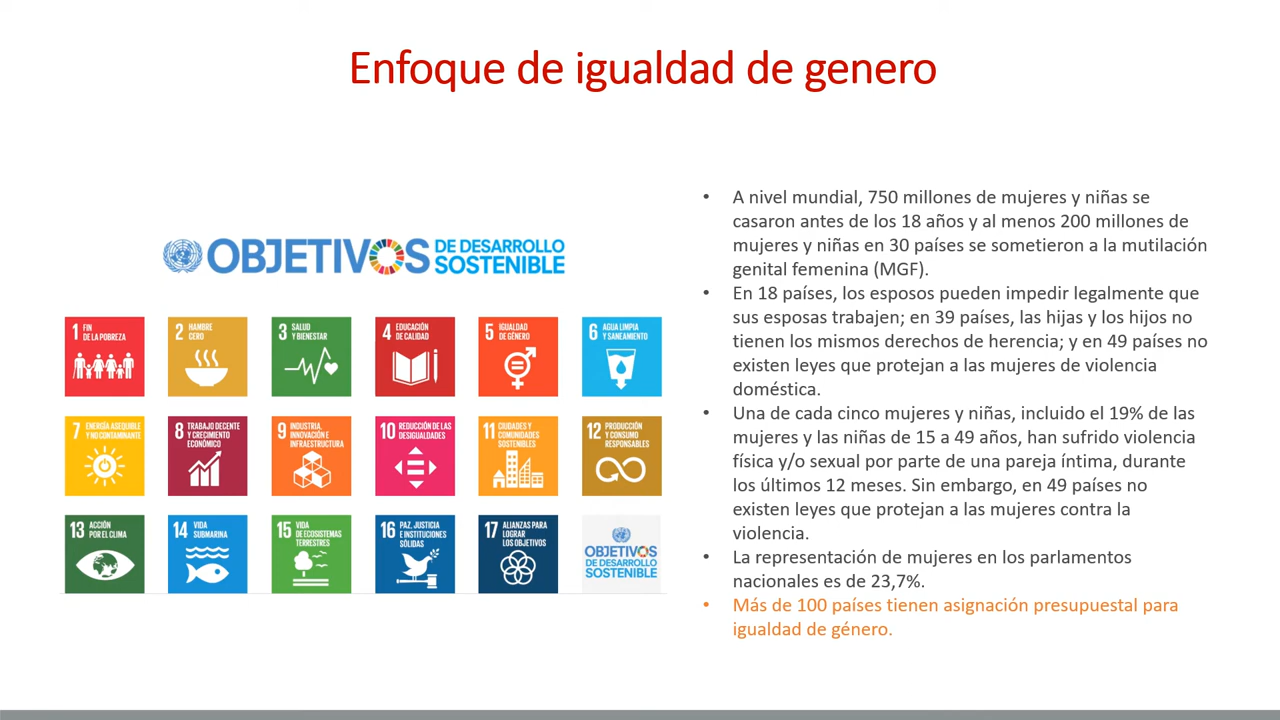 Enfoque de igualdad de genero
OBJETIVOS
DE DESARROLLO
SOSTENIBLE
1 FIN
DE LA POBREZA
2 HAMBRE
CERO
3 SALUD
Y BIENESTAR
4 EDUCACIÓN
DE CALIDAD
5 IGUALDAD
DE GÉNERO
6 AGUA LIMPIA
Y SANEAMIENTO
7 ENERGÍA ASEQUIBLE
Y NO CONTAMINANTE
8 TRABAJO DECENTE
Y CRECIMIENTO
ECONÓMICO
9 INDUSTRIA,
INNOVACIÓN E
INFRAESTRUCTURA
10 REDUCCIÓN DE LAS
DESIGUALDADES
11 CIUDADES Y
COMUNIDADES
SOSTENIBLES
12 PRODUCCIÓN
Y CONSUMO
RESPONSABLES
13 ACCIÓN
POR EL CLIMA
14 VIDA
SUBMARINA
15 VIDA
DE ECOSISTEMAS
TERRESTRES
16 PAZ, JUSTICIA
E INSTITUCIONES
SÓLIDAS
17 ALIANZAS PARA
LOGRAR
LOS OBJETIVOS
OBJETIVOS
DE DESARROLLO
SOSTENIBLE
• A nivel mundial, 750 millones de mujeres y niñas se
casaron antes de los 18 años y al menos 200 millones de
mujeres y niñas en 30 países se sometieron a la mutilación
genital femenina (MGF).
• En 18 países, los esposos pueden impedir legalmente que
sus esposas trabajen; en 39 países, las hijas y los hijos no
tienen los mismos derechos de herencia; y en 49 países no
existen leyes que protejan a las mujeres de violencia
doméstica.
• Una de cada cinco mujeres y niñas, incluido el 19% de las
mujeres y las niñas de 15 a 49 años, han sufrido violencia
física y/o sexual por parte de una pareja íntima, durante
los últimos 12 meses. Sin embargo, en 49 países no
existen leyes que protejan a las mujeres contra la
violencia.
• La representación de mujeres en los parlamentos
nacionales es de 23,7%.
• Más de 100 países tienen asignación presupuestal para
igualdad de género.